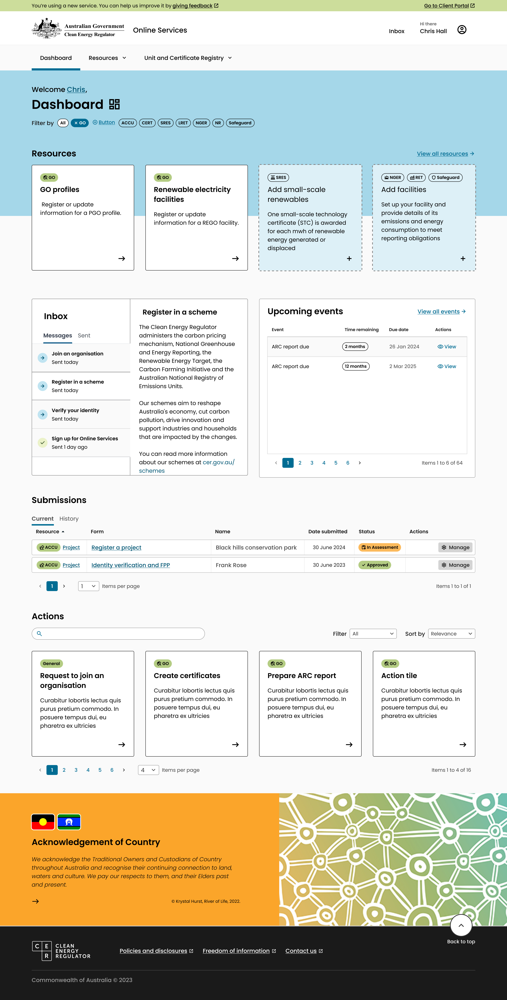 You're using a new service. You can help us improve it by giving feedback
Go to Client Portal
Australian Government
Clean Energy Regulator
Online Services
Inbox
Hi there
Chris Hall
Dashboard
Resources
Unit and Certificate Registry
Welcome Chris,
Dashboard
Filter by All × GO Button ACCU CERT SRES LRET NGER NR Safeguard
Resources
View all resources
GO
GO profiles
Register or update
information for a PGO profile.
GO
Renewable electricity
facilities
Register or update
information for a REGO facility.
SRES
Add small-scale
renewables
One small-scale technology
certificate (STC) is awarded
for each mwh of renewable
energy generated or
displaced
NGER RET Safeguard
Add facilities
Set up your facility and
provide details of its
emissions and energy
consumption to meet
reporting obligations
Inbox
Messages Sent
Join an organisation
Sent today
Register in a scheme
Sent today
Verify your identity
Sent today
Sign up for Online Services
Sent 1 day ago
Register in a scheme
The Clean Energy Regulator
administers the carbon pricing
mechanism, National Greenhouse
and Energy Reporting, the
Renewable Energy Target, the
Carbon Farming Initiative and the
Australian National Registry of
Emissions Units.
Our schemes aim to reshape
Australia's economy, cut carbon
pollution, drive innovation and
support industries and households
that are impacted by the changes.
You can read more information
about our schemes at cer.gov.au/
schemes
Upcoming events
View all events
Event Time remaining Due date Actions
ARC report due 2 months 26 Jan 2024 View
ARC report due 12 months 2 Mar 2025 View
1 2 3 4 5 6
Items 1 to 6 of 64
Submissions
Current History
Resource Form Name Date submitted Status Actions
ACCU Project Register a project Black hills conservation park 30 June 2024 In Assessment Manage
ACCU Project Identity verification and FPP Frank Rose 30 June 2023 Approved Manage
1 1 Items per page
Items 1 to 1 of 1
Actions
Filter All Sort by Relevance
General
Request to join an
organisation
Curabitur lobortis lectus quis
purus pretium commodo. In
posuere tempus dui, eu
pharetra ex ultricies
GO
Create certificates
Curabitur lobortis lectus quis
purus pretium commodo. In
posuere tempus dui, eu
pharetra ex ultricies
GO
Prepare ARC report
Curabitur lobortis lectus quis
purus pretium commodo. In
posuere tempus dui, eu
pharetra ex ultricies
GO
Action tile
Curabitur lobortis lectus quis
purus pretium commodo. In
posuere tempus dui, eu
pharetra ex ultricies
1 2 3 4 5 6 4 Items per page
Items 1 to 4 of 16
Acknowledgement of Country
We acknowledge the Traditional Owners and Custodians of Country
throughout Australia and recognise their continuing connection to land,
waters and culture. We pay our respects to them, and their Elders past
and present.
© Krystal Hurst, River of Life, 2022.
Back to top
C E R
CLEAN
ENERGY
REGULATOR
Policies and disclosures
Freedom of information
Contact us
Commonwealth of Australia © 2023